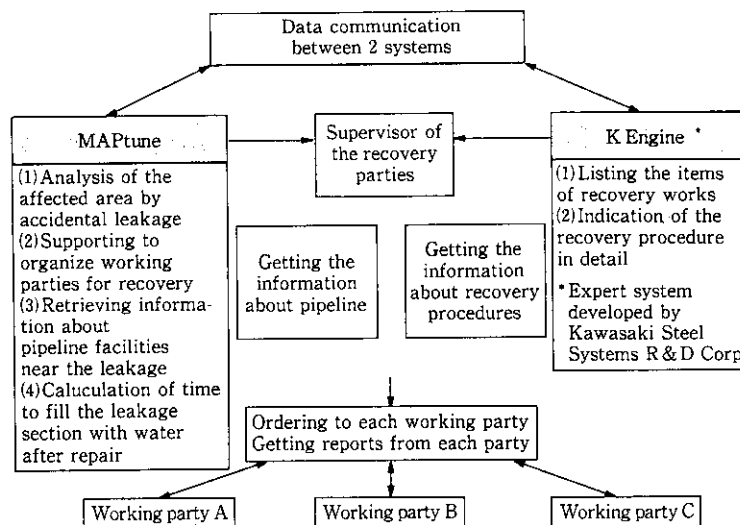 Data communication
between 2 systems
MAPtune
(1)Analysis of the
affected area by
accidental leakage
(2)Supporting to
organize working
parties for recovery
(3)Retrieving informa-
tion about
pipeline facilities
near the leakage
(4)Caluculation of time
to fill the leakage
section with water
after repair
Supervisor of
the recovery
parties
K Engine *
(1)Listing the items
of recovery works
(2)Indication of the
recovery procedure
in detail
*Expert system
developed by
Kawasaki Steel
Systems R&D Corp
Getting the
information
about pipeline
Getting the
information
about recovery
procedures
Ordering to each working party
Getting reports from each party
Working party A
Working party B
Working party C